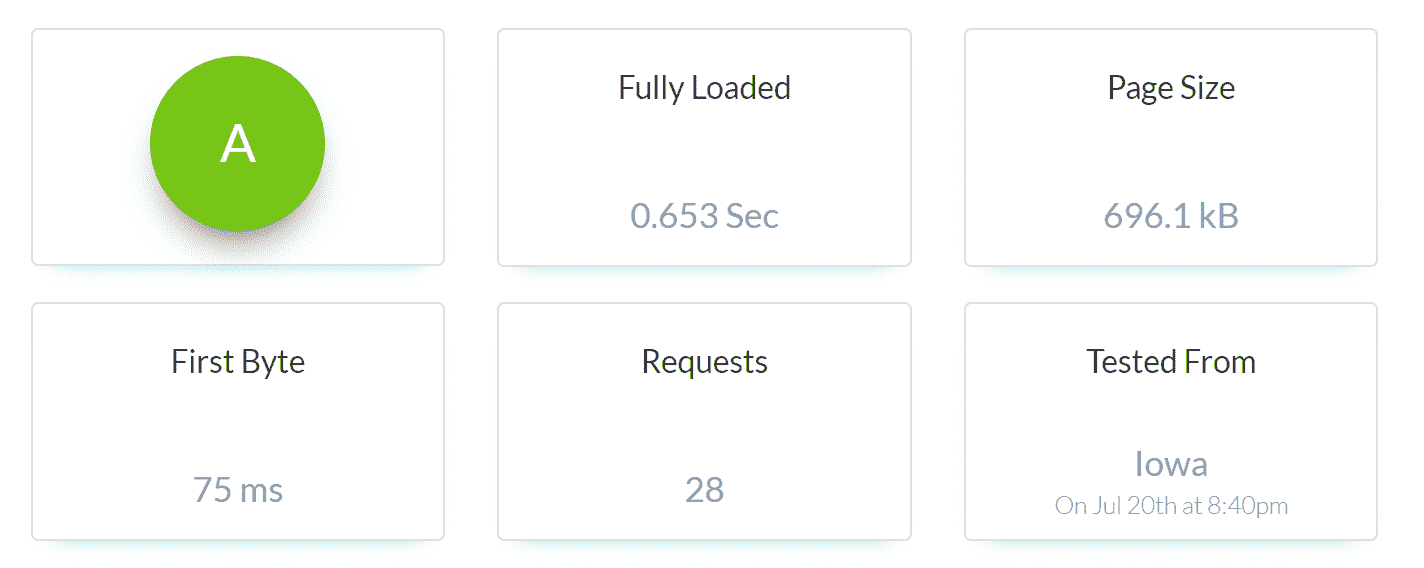 A
Fully Loaded
0.653 Sec
Page Size
696.1 kB
First Byte
75 ms
Requests
28
Tested From
Iowa
On Jul 20th at 8:40pm